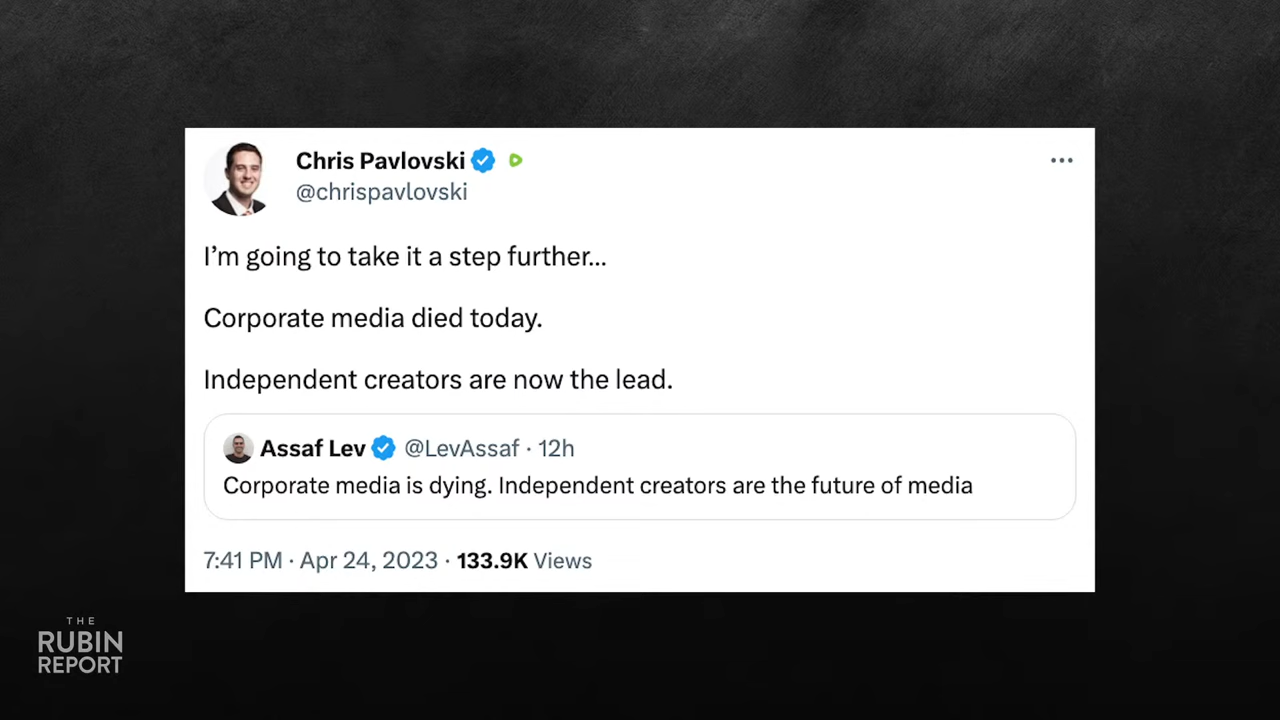 Chris Pavlovski
@chrispavlovski
I’m going to take it a step further...
Corporate media died today.
Independent creators are now the lead.
Assaf Lev @LevAssaf · 12h
Corporate media is dying. Independent creators are the future of media
7:41 PM · Apr 24, 2023 · 133.9K Views
THE
RUBIN
REPORT